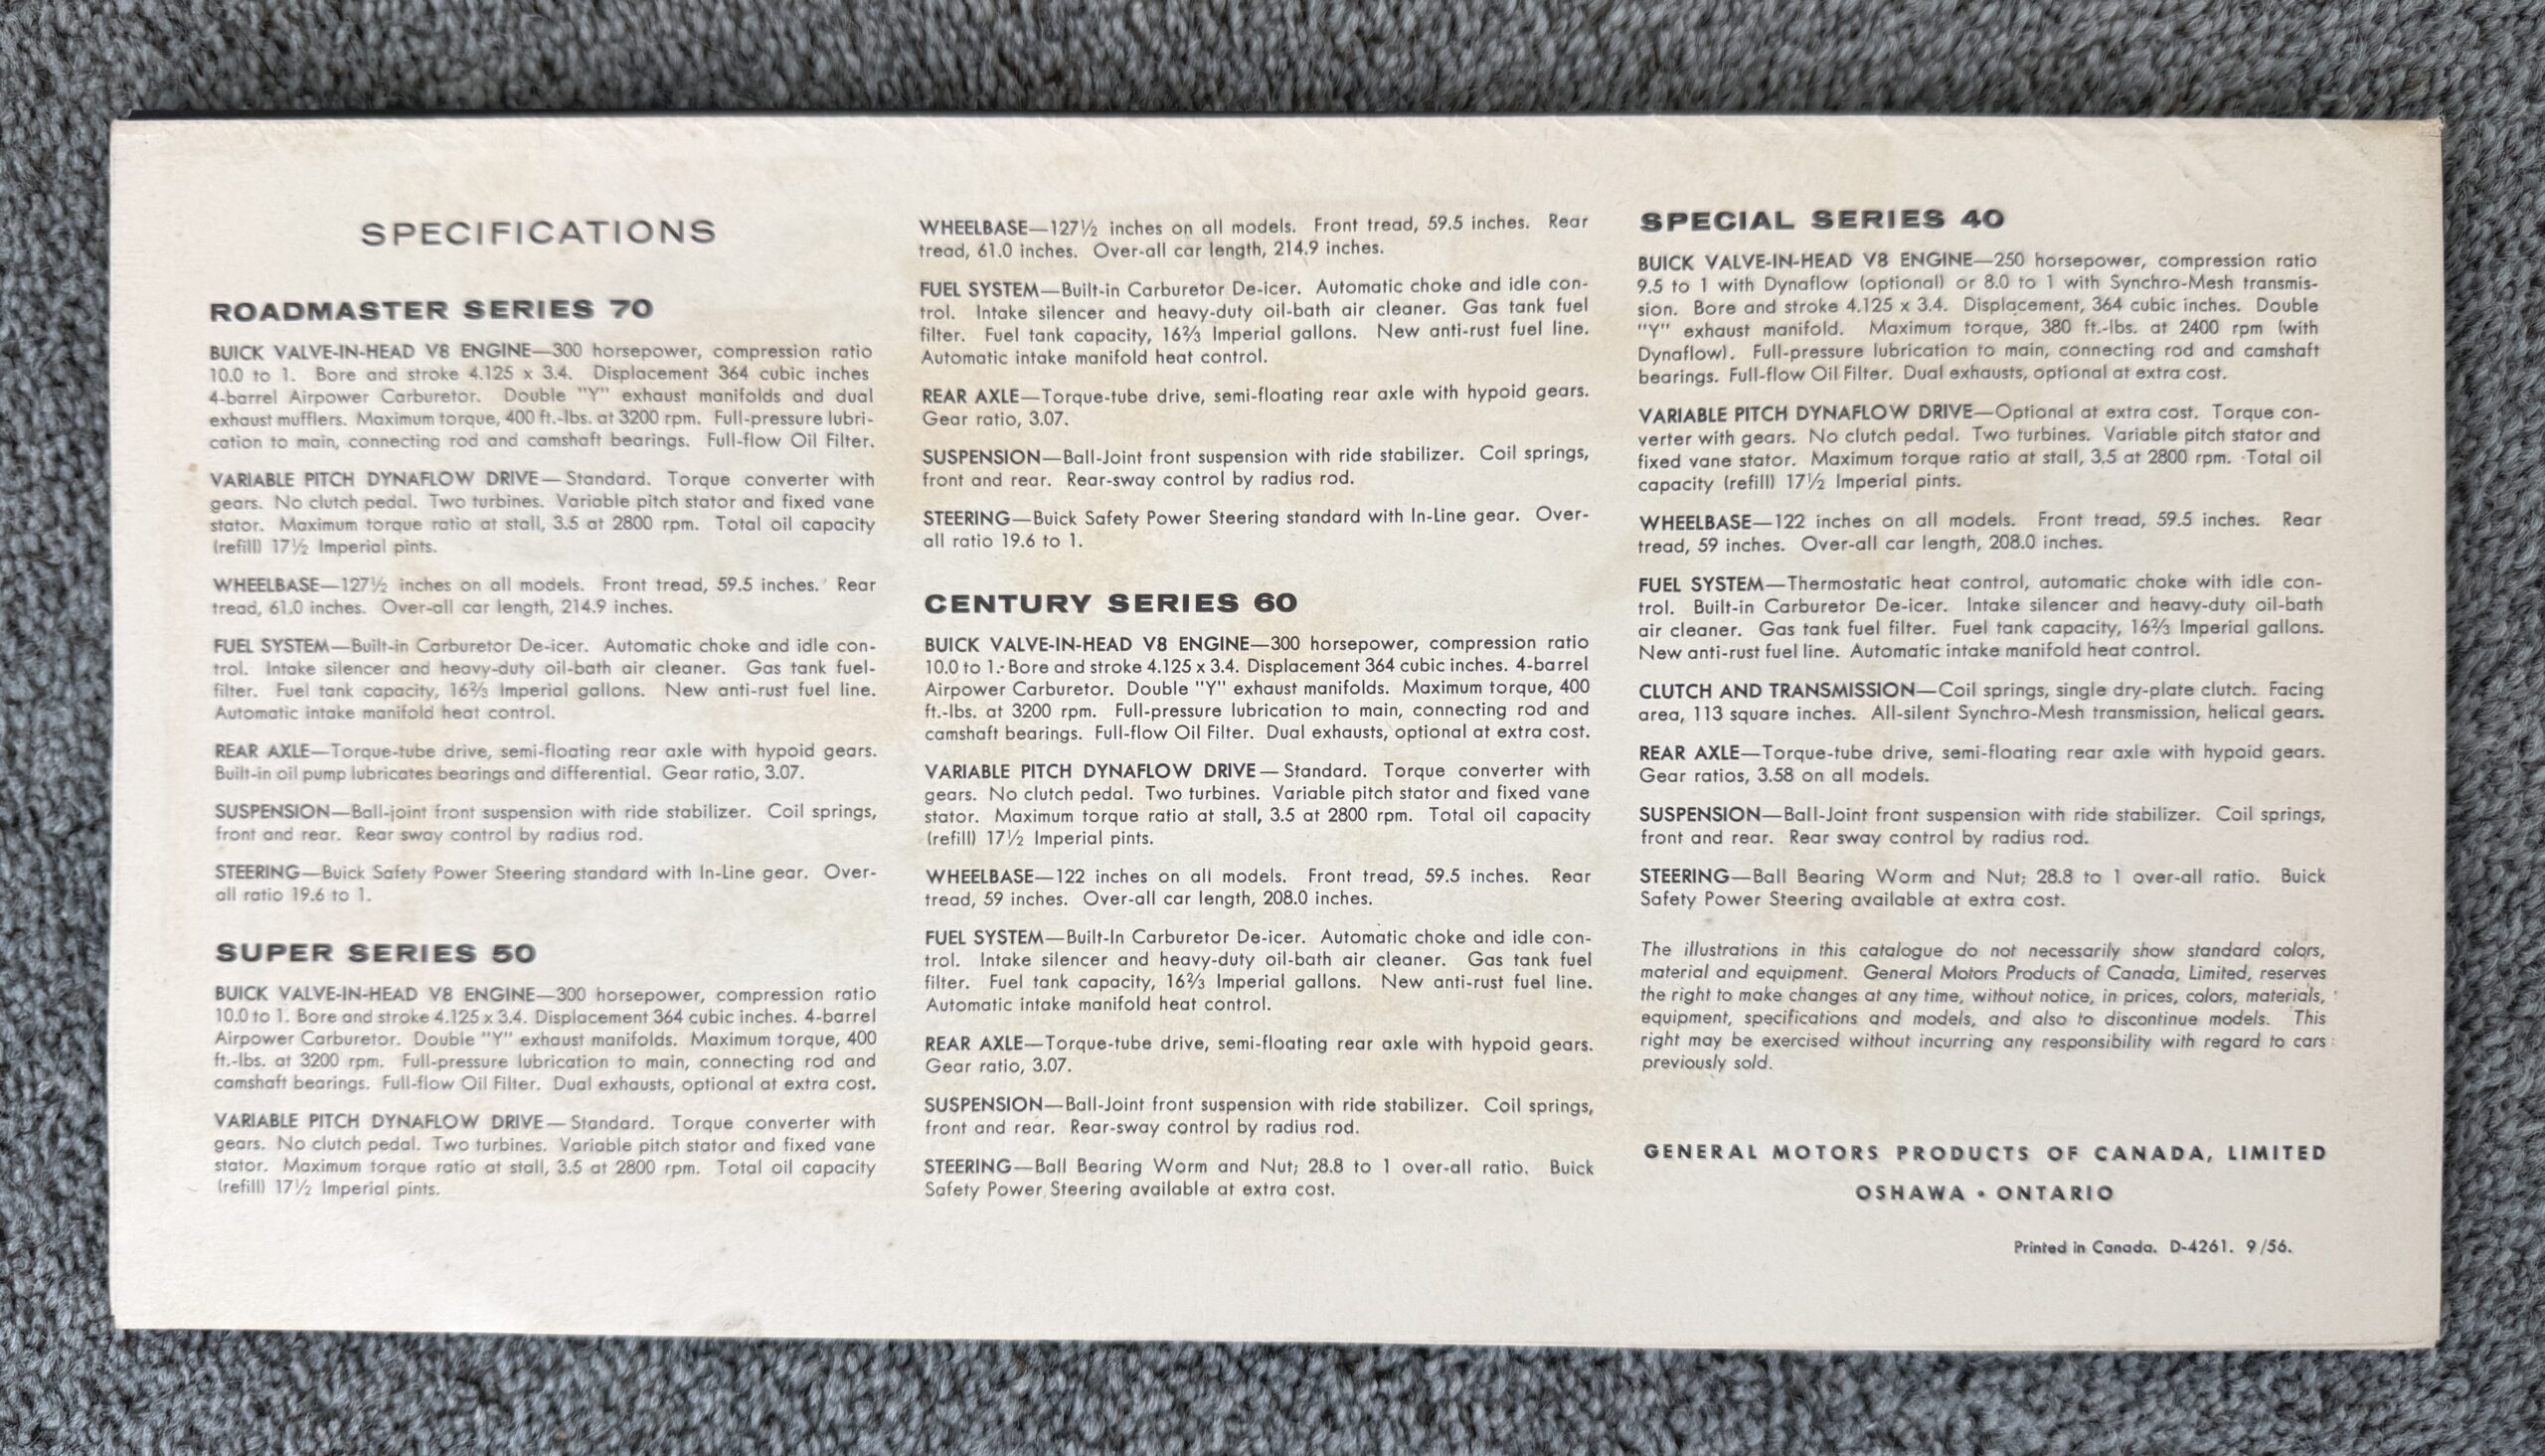 SPECIFICATIONS
ROADMASTER SERIES 70
BUICK VALVE-IN-HEAD V8 ENGINE—300 horsepower, compression ratio
10.0 to 1. Bore and stroke 4.125 x 3.4. Displacement 364 cubic inches
4-barrel Airpower Carburetor. Double "Y" exhaust manifolds and dual
exhaust mufflers. Maximum torque, 400 ft.-lbs. at 3200 rpm. Full-pressure lubri-
cation to main, connecting rod and camshaft bearings. Full-flow Oil Filter.
VARIABLE PITCH DYNAFLOW DRIVE—Standard. Torque converter with
gears. No clutch pedal. Two turbines. Variable pitch stator and fixed vane
stator. Maximum torque ratio at stall, 3.5 at 2800 rpm. Total oil capacity
(refill) 17½ Imperial pints.
WHEELBASE—127½ inches on all models. Front tread, 59.5 inches. Rear
tread, 61.0 inches. Over-all car length, 214.9 inches.
FUEL SYSTEM—Built-in Carburetor De-icer. Automatic choke and idle con-
trol. Intake silencer and heavy-duty oil-bath air cleaner. Gas tank fuel-
filter. Fuel tank capacity, 16⅔ Imperial gallons. New anti-rust fuel line.
Automatic intake manifold heat control.
REAR AXLE—Torque-tube drive, semi-floating rear axle with hypoid gears.
Built-in oil pump lubricates bearings and differential. Gear ratio, 3.07.
SUSPENSION—Ball-joint front suspension with ride stabilizer. Coil springs,
front and rear. Rear sway control by radius rod.
STEERING—Buick Safety Power Steering standard with In-Line gear. Over-
all ratio 19.6 to 1.
SUPER SERIES 50
BUICK VALVE-IN-HEAD V8 ENGINE—300 horsepower, compression ratio
10.0 to 1. Bore and stroke 4.125 x 3.4. Displacement 364 cubic inches. 4-barrel
Airpower Carburetor. Double "Y" exhaust manifolds. Maximum torque, 400
ft.-lbs. at 3200 rpm. Full-pressure lubrication to main, connecting rod and
camshaft bearings. Full-flow Oil Filter. Dual exhausts, optional at extra cost.
VARIABLE PITCH DYNAFLOW DRIVE—Standard. Torque converter with
gears. No clutch pedal. Two turbines. Variable pitch stator and fixed vane
stator. Maximum torque ratio at stall, 3.5 at 2800 rpm. Total oil capacity
(refill) 17½ Imperial pints.
WHEELBASE—127½ inches on all models. Front tread, 59.5 inches. Rear
tread, 61.0 inches. Over-all car length, 214.9 inches.
FUEL SYSTEM—Built-in Carburetor De-icer. Automatic choke and idle con-
trol. Intake silencer and heavy-duty oil-bath air cleaner. Gas tank fuel
filter. Fuel tank capacity, 16⅔ Imperial gallons. New anti-rust fuel line.
Automatic intake manifold heat control.
REAR AXLE—Torque-tube drive, semi-floating rear axle with hypoid gears.
Gear ratio, 3.07.
SUSPENSION—Ball-Joint front suspension with ride stabilizer. Coil springs,
front and rear. Rear-sway control by radius rod.
STEERING—Buick Safety Power Steering standard with In-Line gear. Over-
all ratio 19.6 to 1.
CENTURY SERIES 60
BUICK VALVE-IN-HEAD V8 ENGINE—300 horsepower, compression ratio
10.0 to 1. Bore and stroke 4.125 x 3.4. Displacement 364 cubic inches. 4-barrel
Airpower Carburetor. Double "Y" exhaust manifolds. Maximum torque, 400
ft.-lbs. at 3200 rpm. Full-pressure lubrication to main, connecting rod and
camshaft bearings. Full-flow Oil Filter. Dual exhausts, optional at extra cost.
VARIABLE PITCH DYNAFLOW DRIVE—Standard. Torque converter with
gears. No clutch pedal. Two turbines. Variable pitch stator and fixed vane
stator. Maximum torque ratio at stall, 3.5 at 2800 rpm. Total oil capacity
(refill) 17½ Imperial pints.
WHEELBASE—122 inches on all models. Front tread, 59.5 inches. Rear
tread, 59 inches. Over-all car length, 208.0 inches.
FUEL SYSTEM—Built-In Carburetor De-icer. Automatic choke and idle con-
trol. Intake silencer and heavy-duty oil-bath air cleaner. Gas tank fuel
filter. Fuel tank capacity, 16⅔ Imperial gallons. New anti-rust fuel line.
Automatic intake manifold heat control.
REAR AXLE—Torque-tube drive, semi-floating rear axle with hypoid gears.
Gear ratio, 3.07.
SUSPENSION—Ball-Joint front suspension with ride stabilizer. Coil springs,
front and rear. Rear-sway control by radius rod.
STEERING—Ball Bearing Worm and Nut; 28.8 to 1 over-all ratio. Buick
Safety Power Steering available at extra cost.
SPECIAL SERIES 40
BUICK VALVE-IN-HEAD V8 ENGINE—250 horsepower, compression ratio
9.5 to 1 with Dynaflow (optional) or 8.0 to 1 with Synchro-Mesh transmis-
sion. Bore and stroke 4.125 x 3.4. Displacement, 364 cubic inches. Double
"Y" exhaust manifold. Maximum torque, 380 ft.-lbs. at 2400 rpm (with
Dynaflow). Full-pressure lubrication to main, connecting rod and camshaft
bearings. Full-flow Oil Filter. Dual exhausts, optional at extra cost.
VARIABLE PITCH DYNAFLOW DRIVE—Optional at extra cost. Torque con-
verter with gears. No clutch pedal. Two turbines. Variable pitch stator and
fixed vane stator. Maximum torque ratio at stall, 3.5 at 2800 rpm. Total oil
capacity (refill) 17½ Imperial pints.
WHEELBASE—122 inches on all models. Front tread, 59.5 inches. Rear
tread, 59 inches. Over-all car length, 208.0 inches.
FUEL SYSTEM—Thermostatic heat control, automatic choke with idle con-
trol. Built-in Carburetor De-icer. Intake silencer and heavy-duty oil-bath
air cleaner. Gas tank fuel filter. Fuel tank capacity, 16⅔ Imperial gallons.
New anti-rust fuel line. Automatic intake manifold heat control.
CLUTCH AND TRANSMISSION—Coil springs, single dry-plate clutch. Facing
area, 113 square inches. All-silent Synchro-Mesh transmission, helical gears.
REAR AXLE—Torque-tube drive, semi-floating rear axle with hypoid gears.
Gear ratios, 3.58 on all models.
SUSPENSION—Ball-Joint front suspension with ride stabilizer. Coil springs,
front and rear. Rear sway control by radius rod.
STEERING—Ball Bearing Worm and Nut; 28.8 to 1 over-all ratio. Buick
Safety Power Steering available at extra cost.
The illustrations in this catalogue do not necessarily show standard colors,
material and equipment. General Motors Products of Canada, Limited, reserves
the right to make changes at any time, without notice, in prices, colors, materials,
equipment, specifications and models, and also to discontinue models. This
right may be exercised without incurring any responsibility with regard to cars
previously sold.
GENERAL MOTORS PRODUCTS OF CANADA, LIMITED
OSHAWA • ONTARIO
Printed in Canada. D-4261. 9/56.